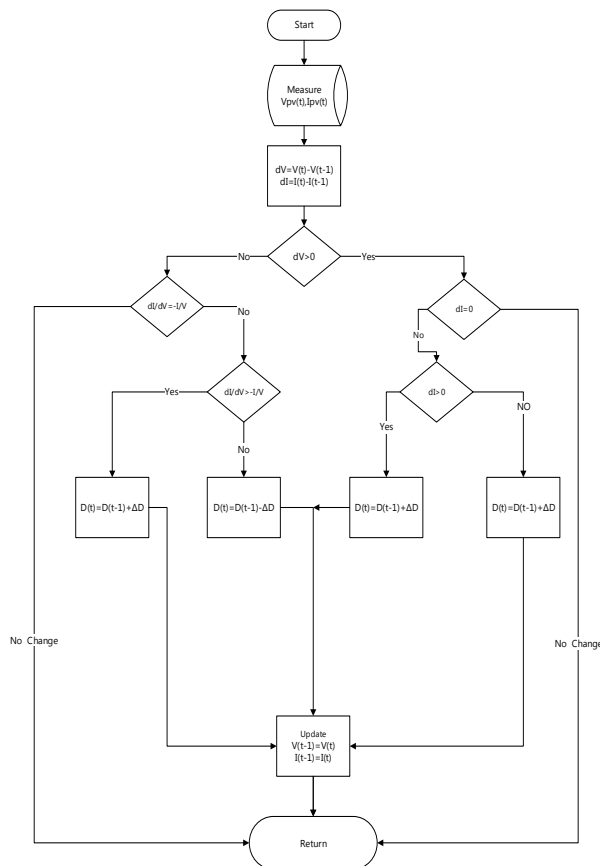 Start
Measure
Vpv(t),Ipv(t)
dV=V(t)-V(t-1)
dI=I(t)-I(t-1)
dV>0
No
Yes
dI/dV=-I/V
dI=0
No
No
dI/dV>-I/V
dI>0
Yes
No
Yes
NO
D(t)=D(t-1)+ΔD
D(t)=D(t-1)-ΔD
D(t)=D(t-1)+ΔD
D(t)=D(t-1)+ΔD
No Change
No Change
Update
V(t-1)=V(t)
I(t-1)=I(t)
Return